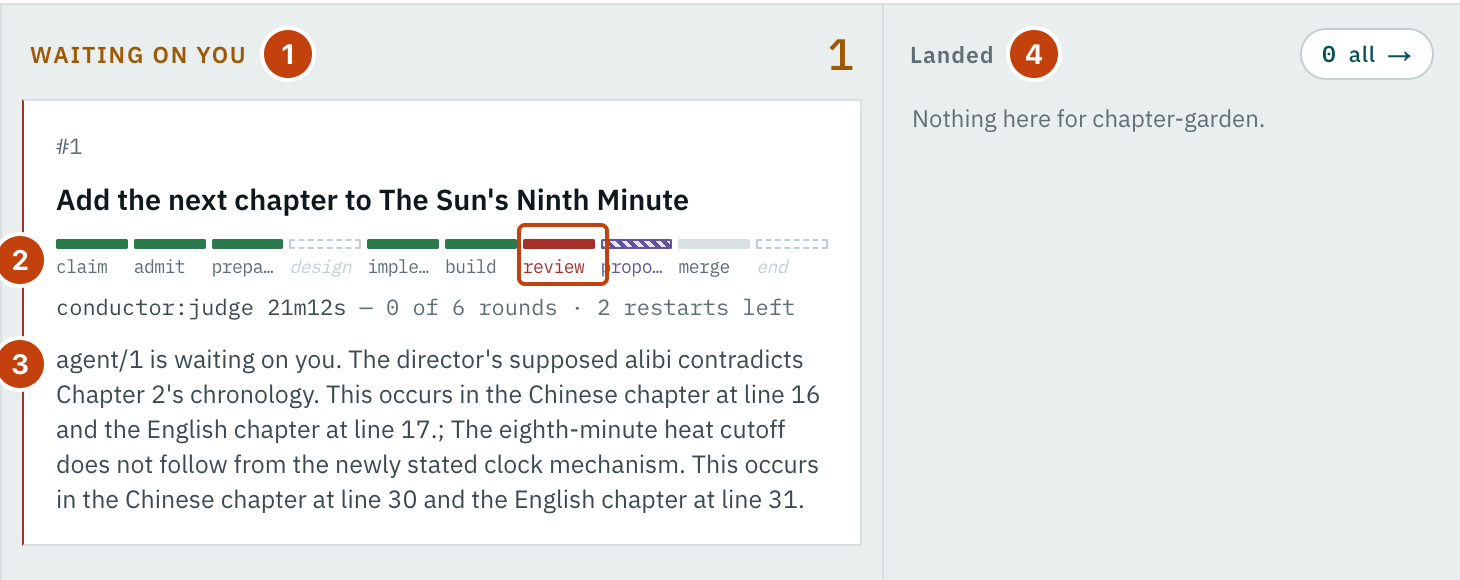 WAITING ON YOU 1 1
#1
Add the next chapter to The Sun's Ninth Minute
claim admit prepa… design imple… build review propo… merge end
2
conductor:judge 21m12s — 0 of 6 rounds · 2 restarts left
3
agent/1 is waiting on you. The director's supposed alibi contradicts
Chapter 2's chronology. This occurs in the Chinese chapter at line 16
and the English chapter at line 17.; The eighth-minute heat cutoff
does not follow from the newly stated clock mechanism. This occurs
in the Chinese chapter at line 30 and the English chapter at line 31.
Landed 4 0 all →
Nothing here for chapter-garden.